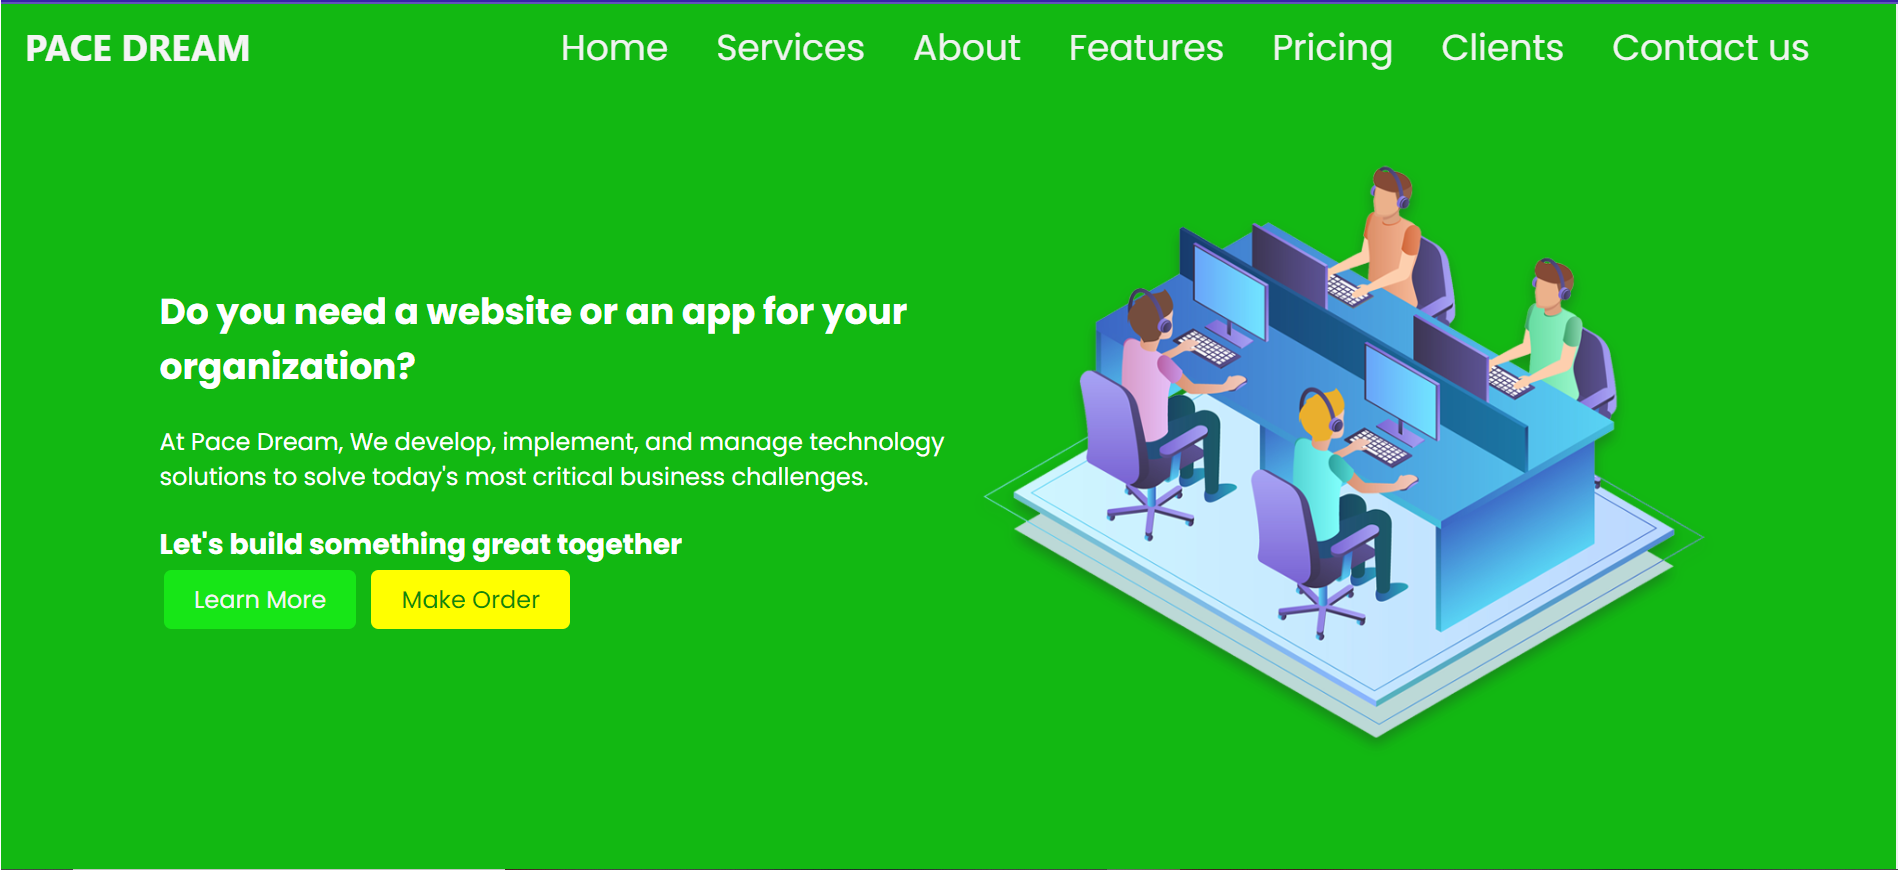 PACE DREAM
Home Services About Features Pricing Clients Contact us
Do you need a website or an app for your
organization?
At Pace Dream, We develop, implement, and manage technology
solutions to solve today's most critical business challenges.
Let's build something great together
Learn More Make Order